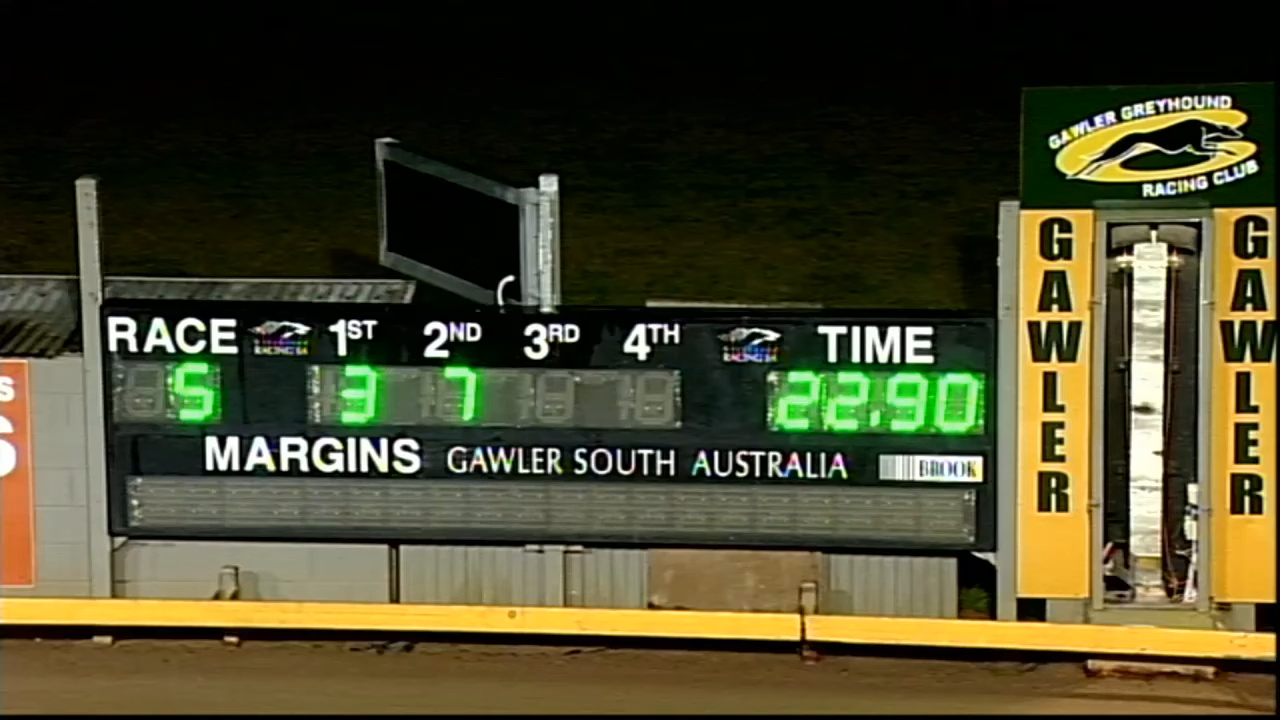 GAWLER GREYHOUND
RACING CLUB
RACE 1ST 2ND 3RD 4TH TIME
5 3 7 22.90
MARGINS GAWLER SOUTH AUSTRALIA BROOK
GAWLER
GAWLER
S
S